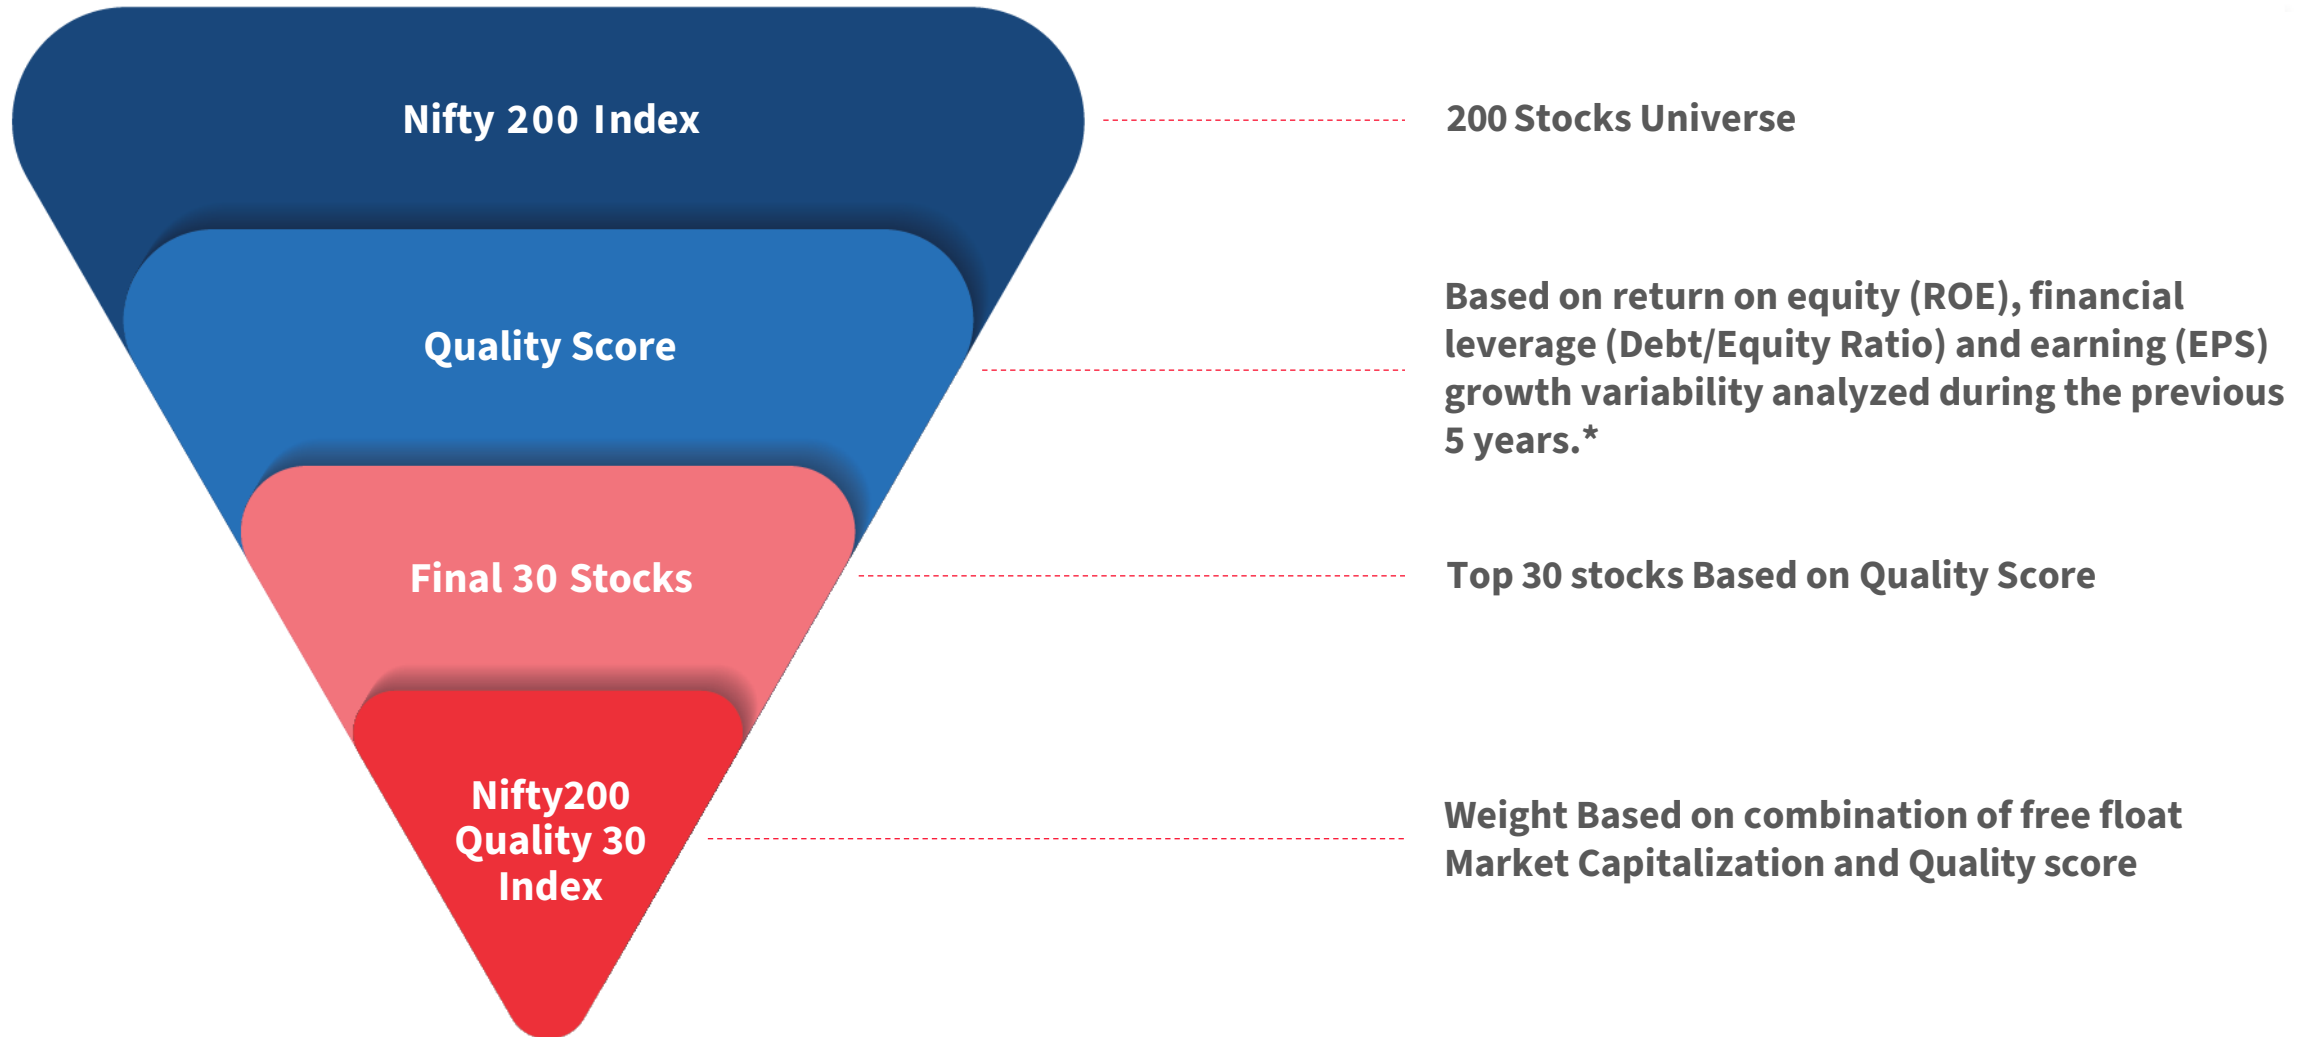 Nifty 200 Index
200 Stocks Universe
Quality Score
Based on return on equity (ROE), financial
leverage (Debt/Equity Ratio) and earning (EPS)
growth variability analyzed during the previous
5 years.*
Final 30 Stocks
Top 30 stocks Based on Quality Score
Nifty200
Quality 30
Index
Weight Based on combination of free float
Market Capitalization and Quality score